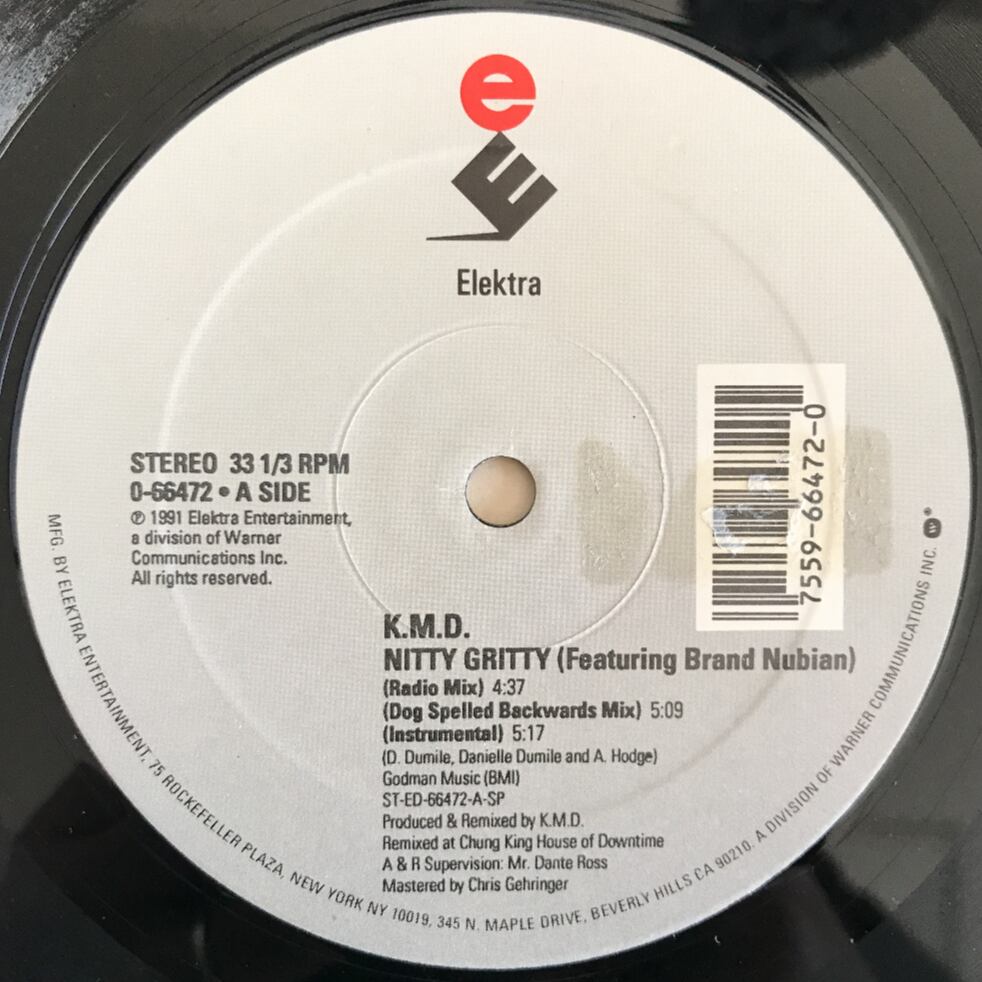 e
E
Elektra
STEREO 33 1/3 RPM
0-66472 • A SIDE
℗ 1991 Elektra Entertainment,
a division of Warner
Communications Inc.
All rights reserved.
7559-66472-0
K.M.D.
NITTY GRITTY (Featuring Brand Nubian)
(Radio Mix) 4:37
(Dog Spelled Backwards Mix) 5:09
(Instrumental) 5:17
(D. Dumile, Danielle Dumile and A. Hodge)
Godman Music (BMI)
ST-ED-66472-A-SP
Produced & Remixed by K.M.D.
Remixed at Chung King House of Downtime
A & R Supervision: Mr. Dante Ross
Mastered by Chris Gehringer
MFG. BY ELEKTRA ENTERTAINMENT, 75 ROCKEFELLER PLAZA, NEW YORK NY 10019, 345 N. MAPLE DRIVE, BEVERLY HILLS CA 90210. A DIVISION OF WARNER COMMUNICATIONS INC. W ®